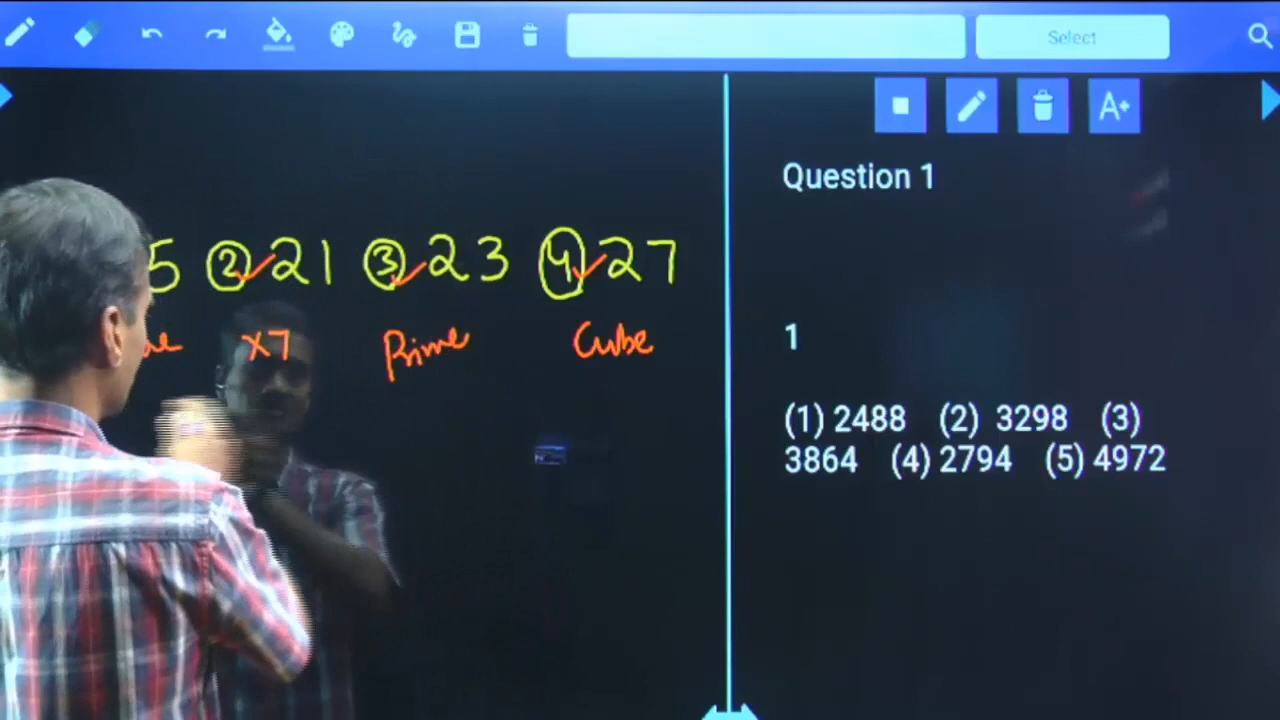 Select
A+
Question 1
5 ② 21 ③ 23 ④ 27
x7 Prime Cube
1
(1) 2488 (2) 3298 (3)
3864 (4) 2794 (5) 4972